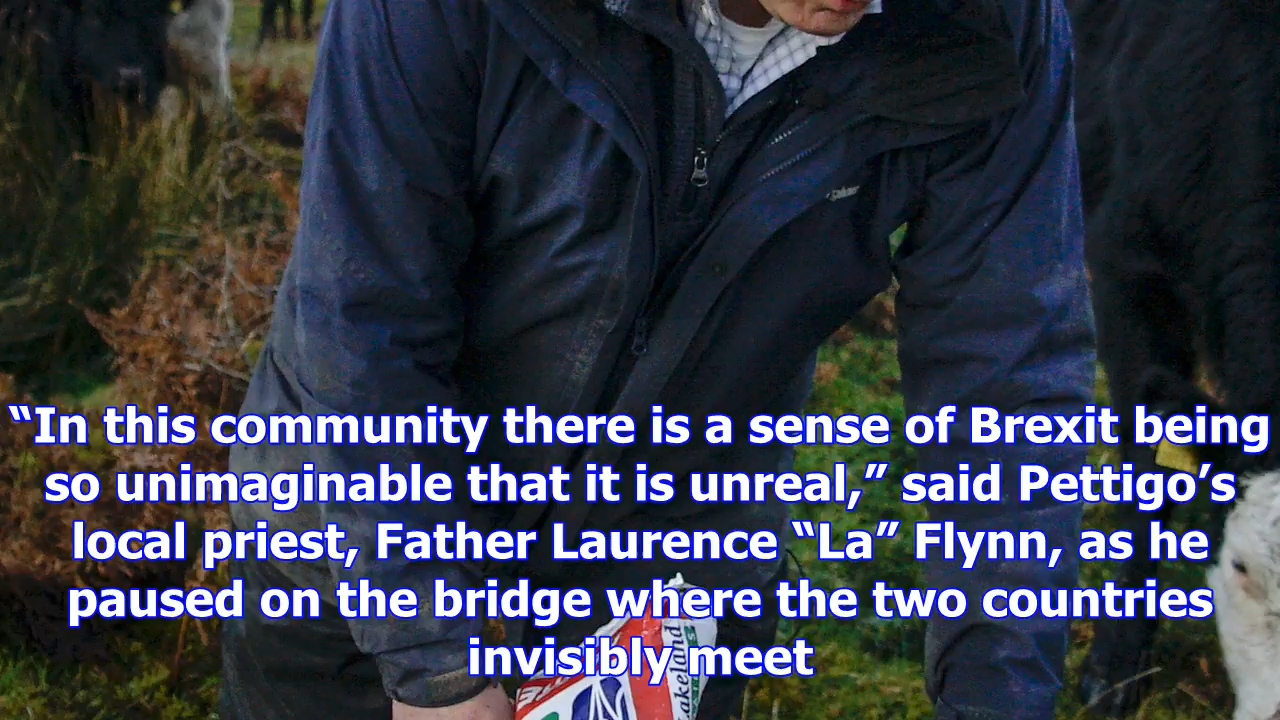 “In this community there is a sense of Brexit being
so unimaginable that it is unreal,” said Pettigo’s
local priest, Father Laurence “La” Flynn, as he
paused on the bridge where the two countries
invisibly meet
Lakeland